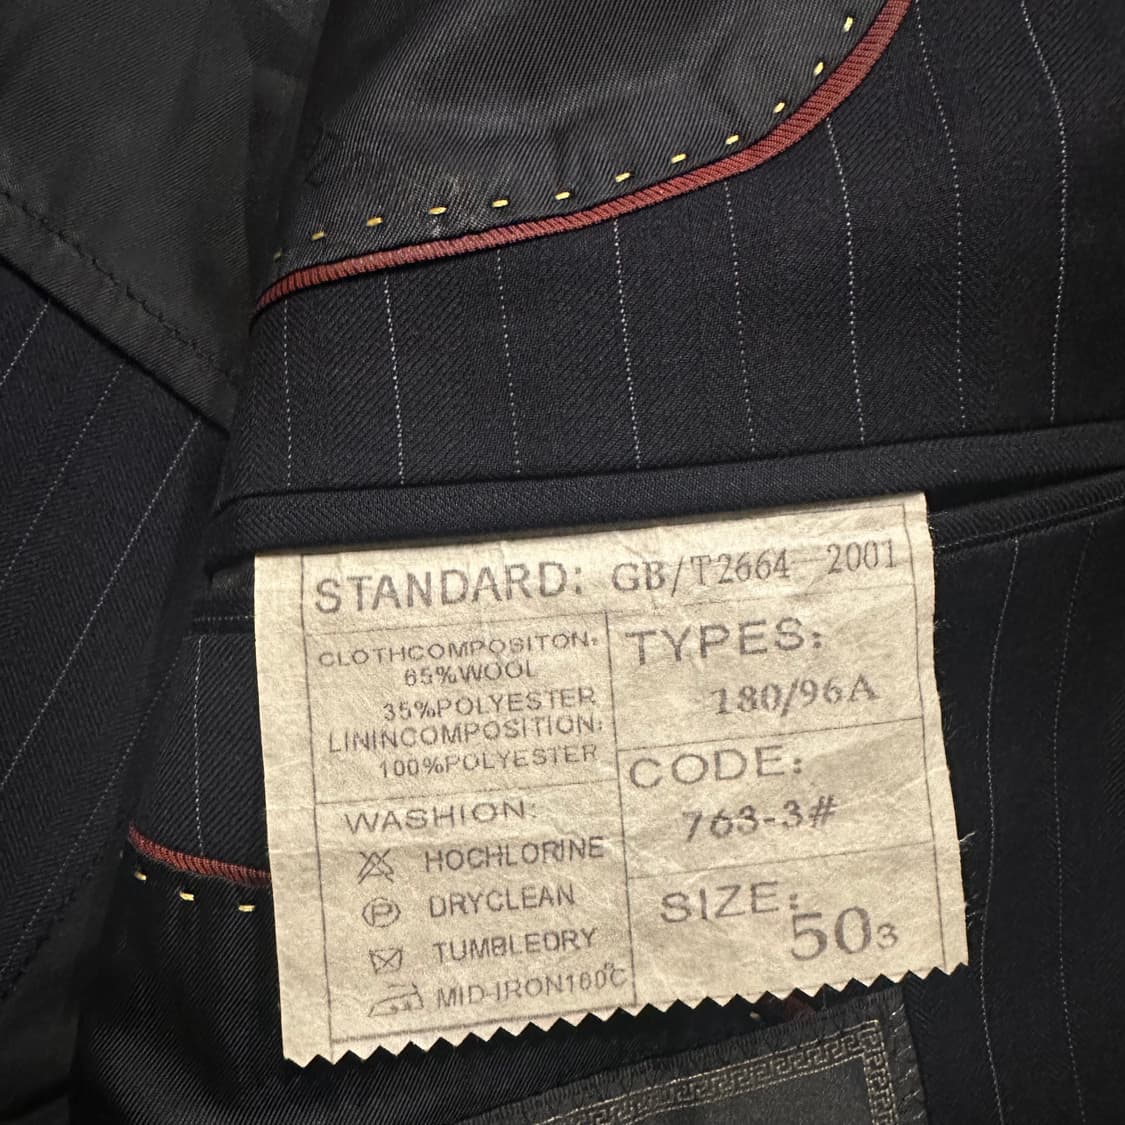 STANDARD: GB/T2664-2001
CLOTHCOMPOSITON:
65%WOOL
35%POLYESTER
LININCOMPOSITION:
100%POLYESTER
WASHION:
HOCHLORINE
P DRYCLEAN
TUMBLEDRY
MID-IRON160℃
TYPES:
180/96A
CODE:
763-3#
SIZE:
503